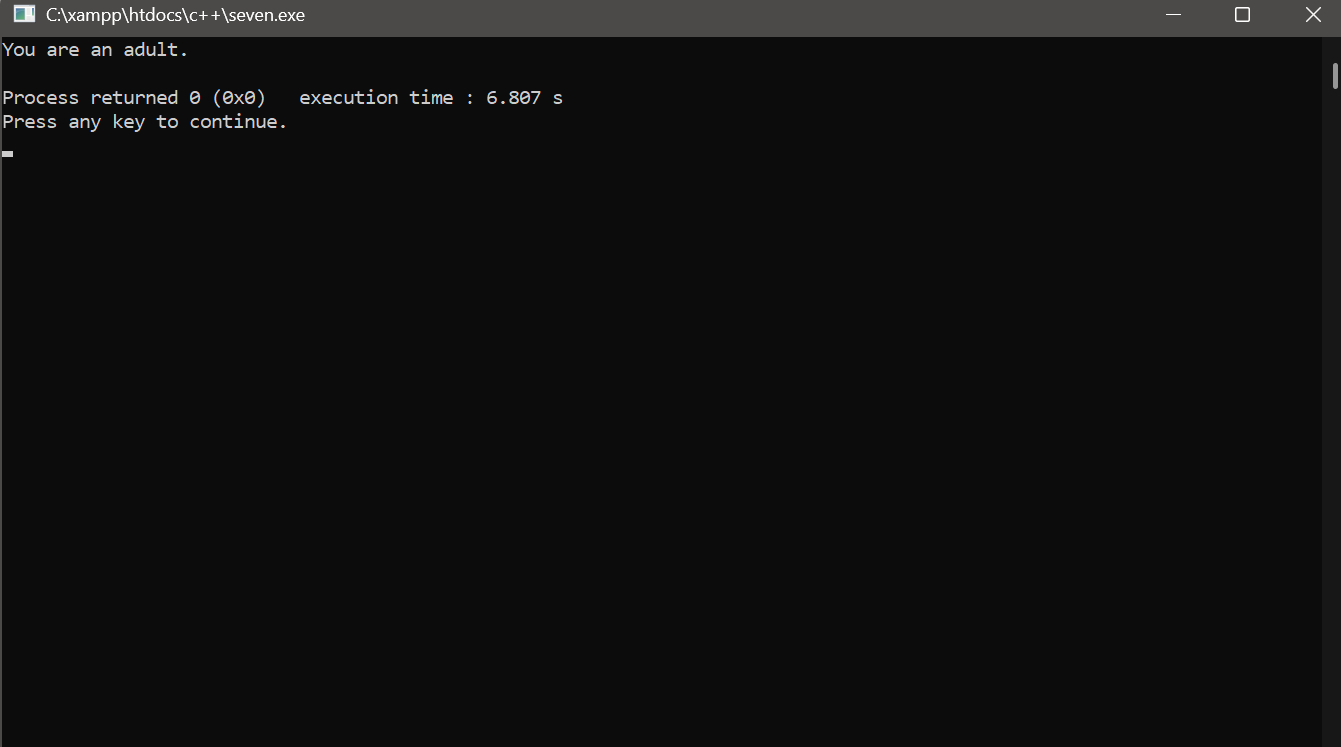 C:\xampp\htdocs\c++\seven.exe
You are an adult.
Process returned 0 (0x0)   execution time : 6.807 s
Press any key to continue.